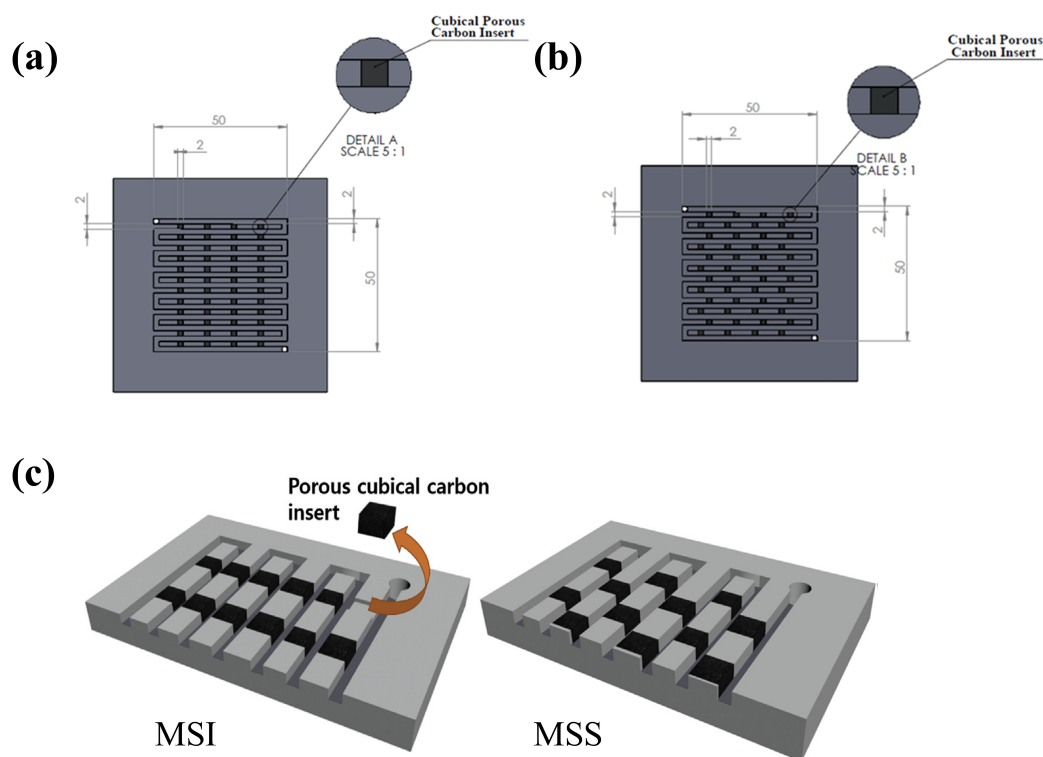 (a)
Cubical Porous
Carbon Insert
50
2
DETAIL A
SCALE 5 : 1
2
2
50
(b)
Cubical Porous
Carbon Insert
50
2
DETAIL B
SCALE 5 : 1
2
2
50
(c)
Porous cubical carbon
insert
MSI
MSS